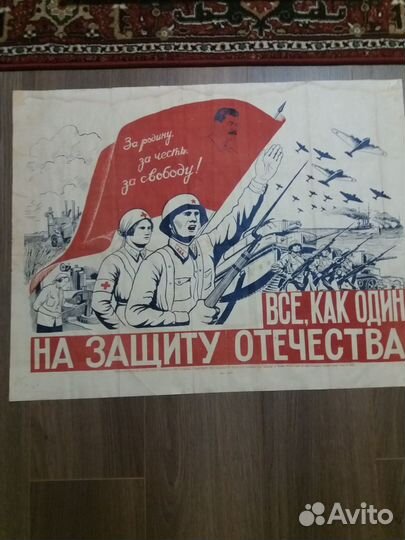 За родину,
за честь,
за свободу!
ВСЕ, КАК ОДИН
НА ЗАЩИТУ ОТЕЧЕСТВА
Avito